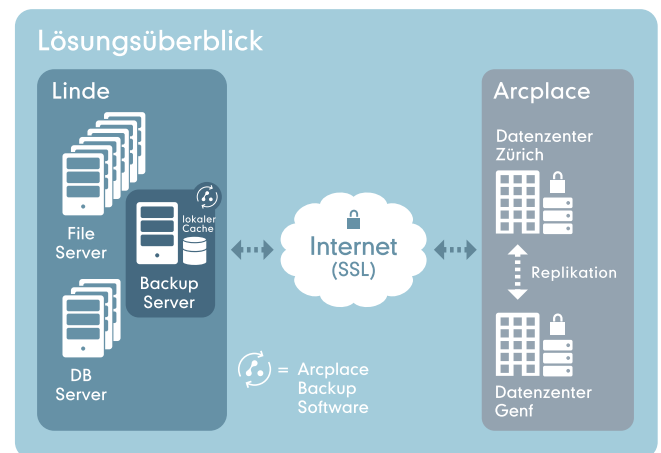 Lösungsüberblick
Linde
File
Server
lokaler
Cache
Backup
Server
DB
Server
Internet
(SSL)
= Arcplace
Backup
Software
Arcplace
Datenzenter
Zürich
Replikation
Datenzenter
Genf